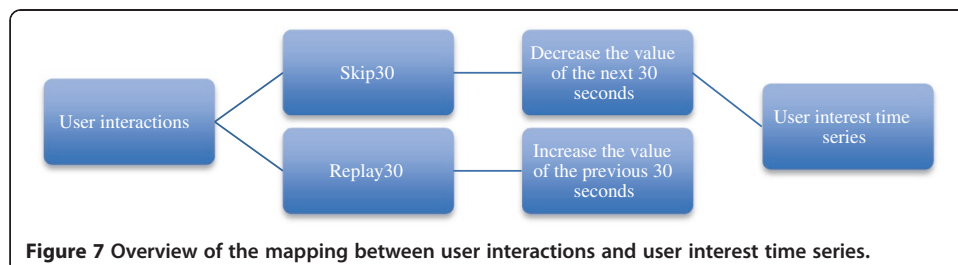 User interactions
Skip30
Decrease the value
of the next 30
seconds
Replay30
Increase the value
of the previous 30
seconds
User interest time
series
Figure 7 Overview of the mapping between user interactions and user interest time series.